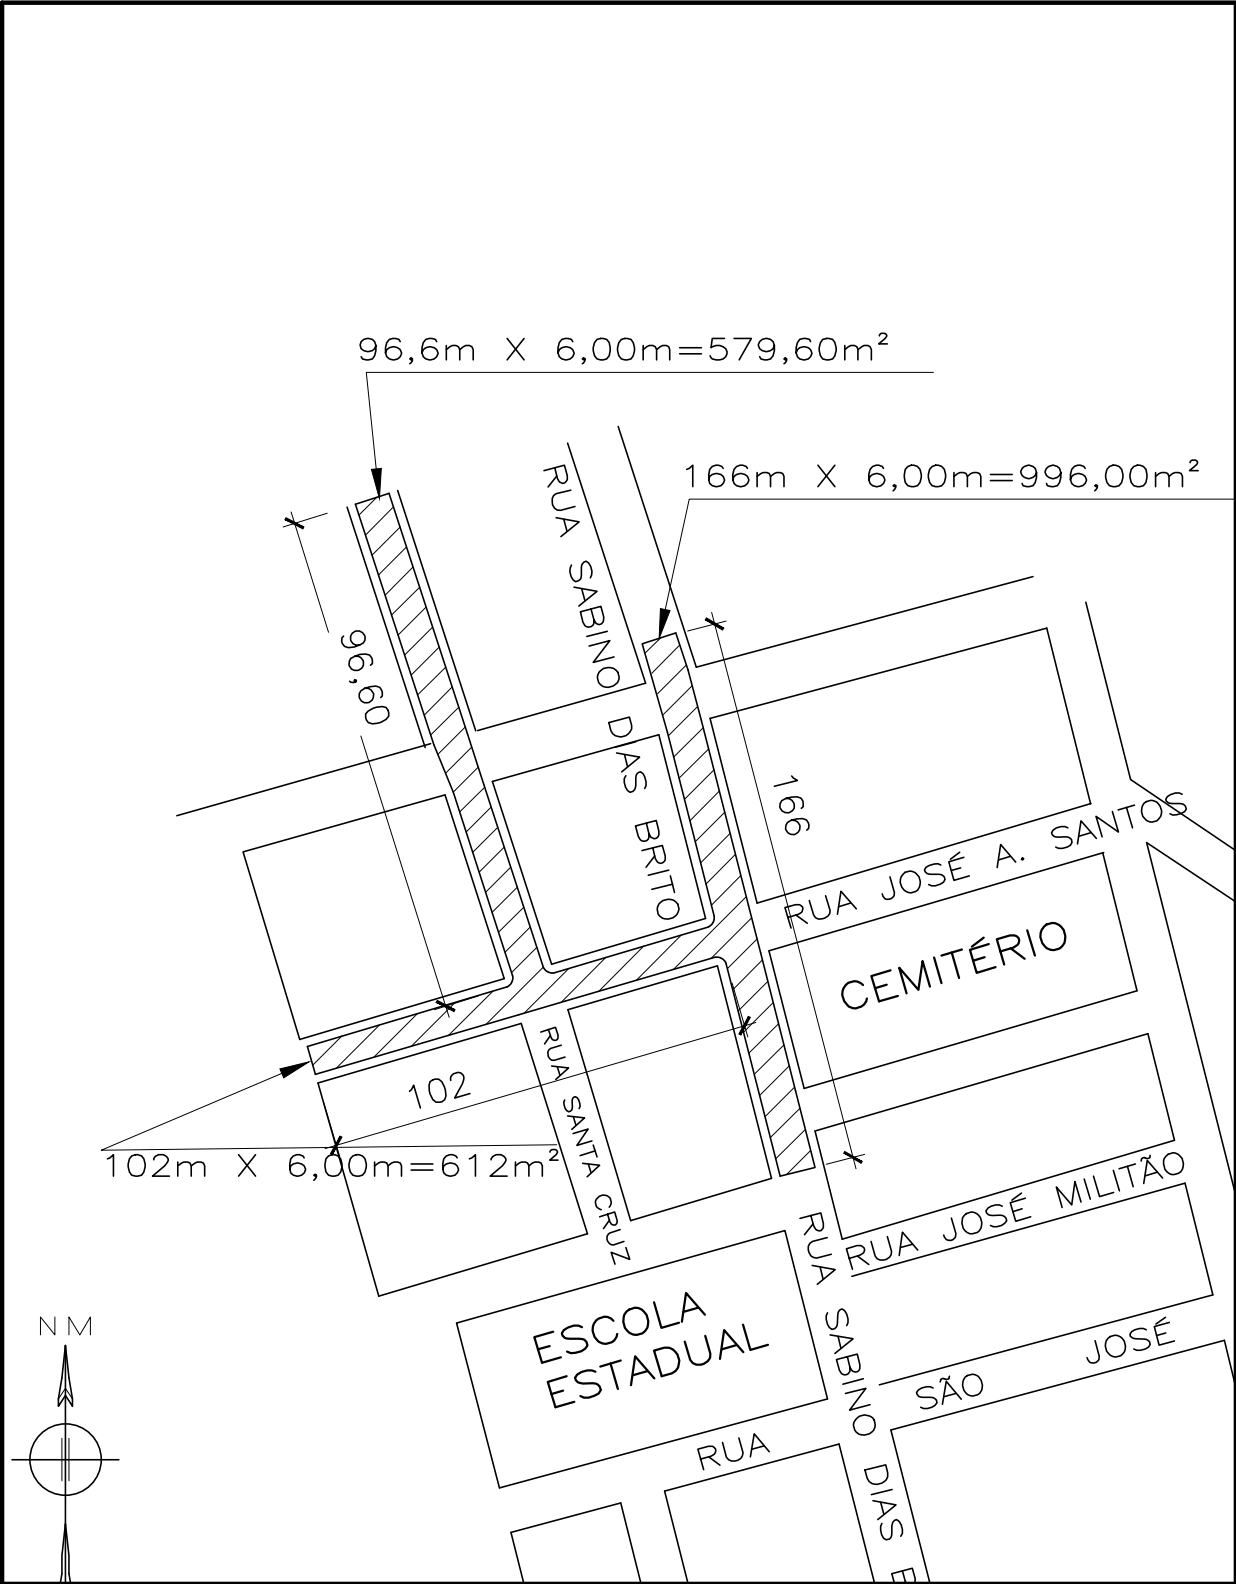 96,6m X 6,00m=579,60m²
166m X 6,00m=996,00m²
RUA SABINO DIAS BRITO
96,60
166
RUA JOSÉ A. SANTOS
CEMITÉRIO
102
RUA SANTA CRUZ
102m X 6,00m=612m²
RUA JOSÉ MILITÃO
RUA SABINO DIAS
ESCOLA
ESTADUAL
RUA SÃO JOSÉ
NM